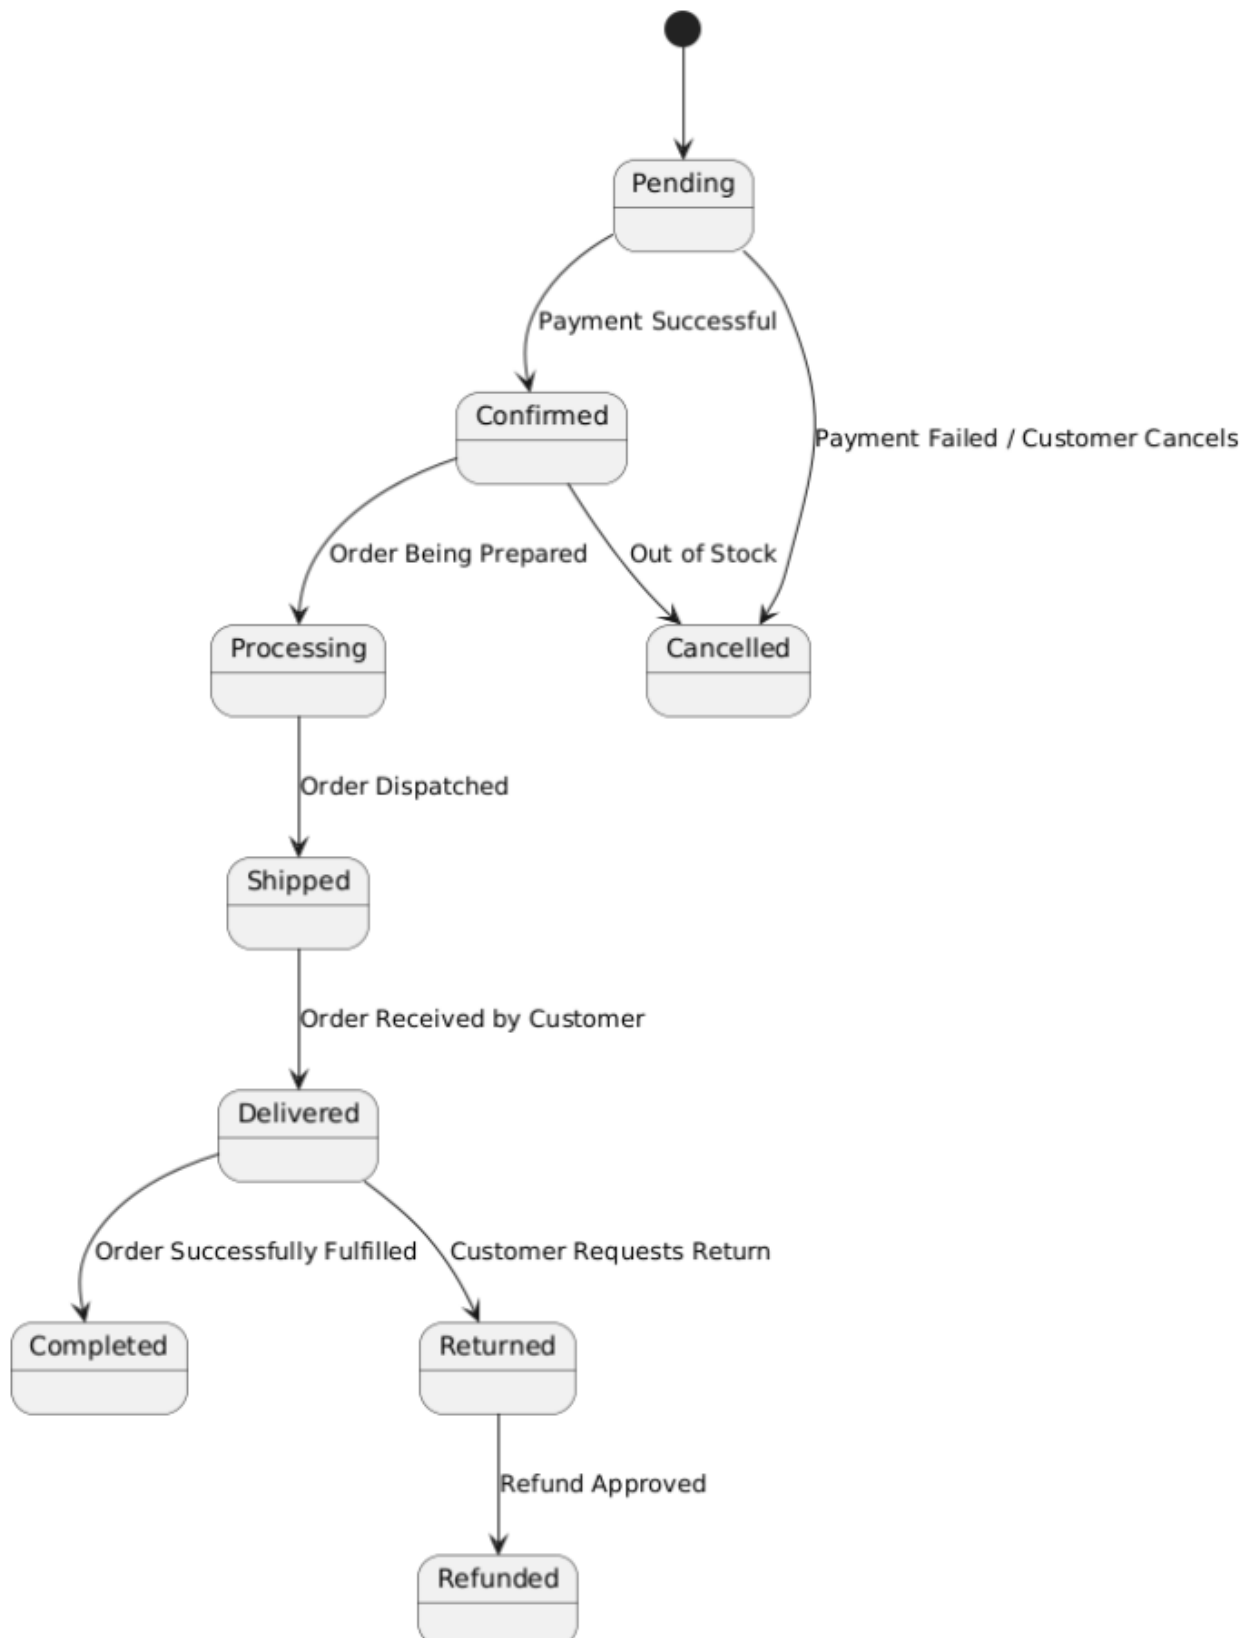 Pending
Payment Successful
Confirmed
Payment Failed / Customer Cancels
Order Being Prepared
Out of Stock
Processing
Cancelled
Order Dispatched
Shipped
Order Received by Customer
Delivered
Order Successfully Fulfilled
Customer Requests Return
Completed
Returned
Refund Approved
Refunded